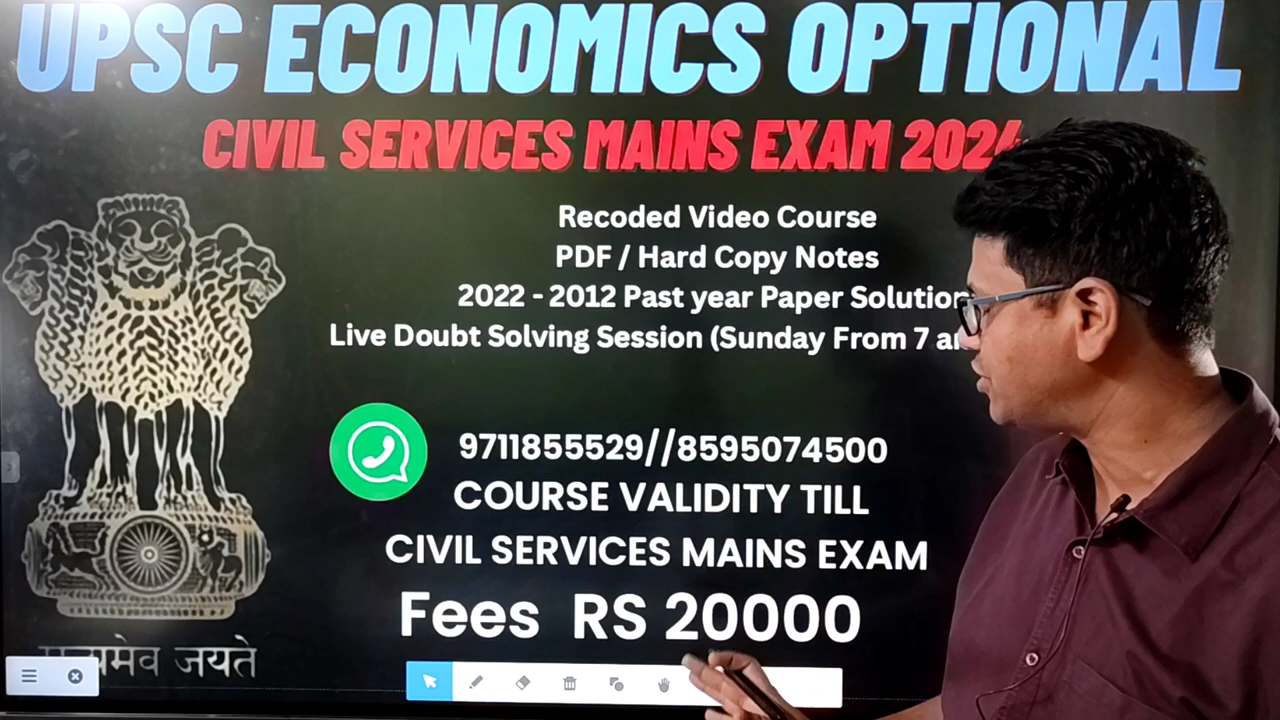 UPSC ECONOMICS OPTIONAL
CIVIL SERVICES MAINS EXAM 202
Recoded Video Course
PDF / Hard Copy Notes
2022 - 2012 Past year Paper Solution
Live Doubt Solving Session (Sunday From 7 a
9711855529//8595074500
COURSE VALIDITY TILL
CIVIL SERVICES MAINS EXAM
Fees RS 20000
जयते